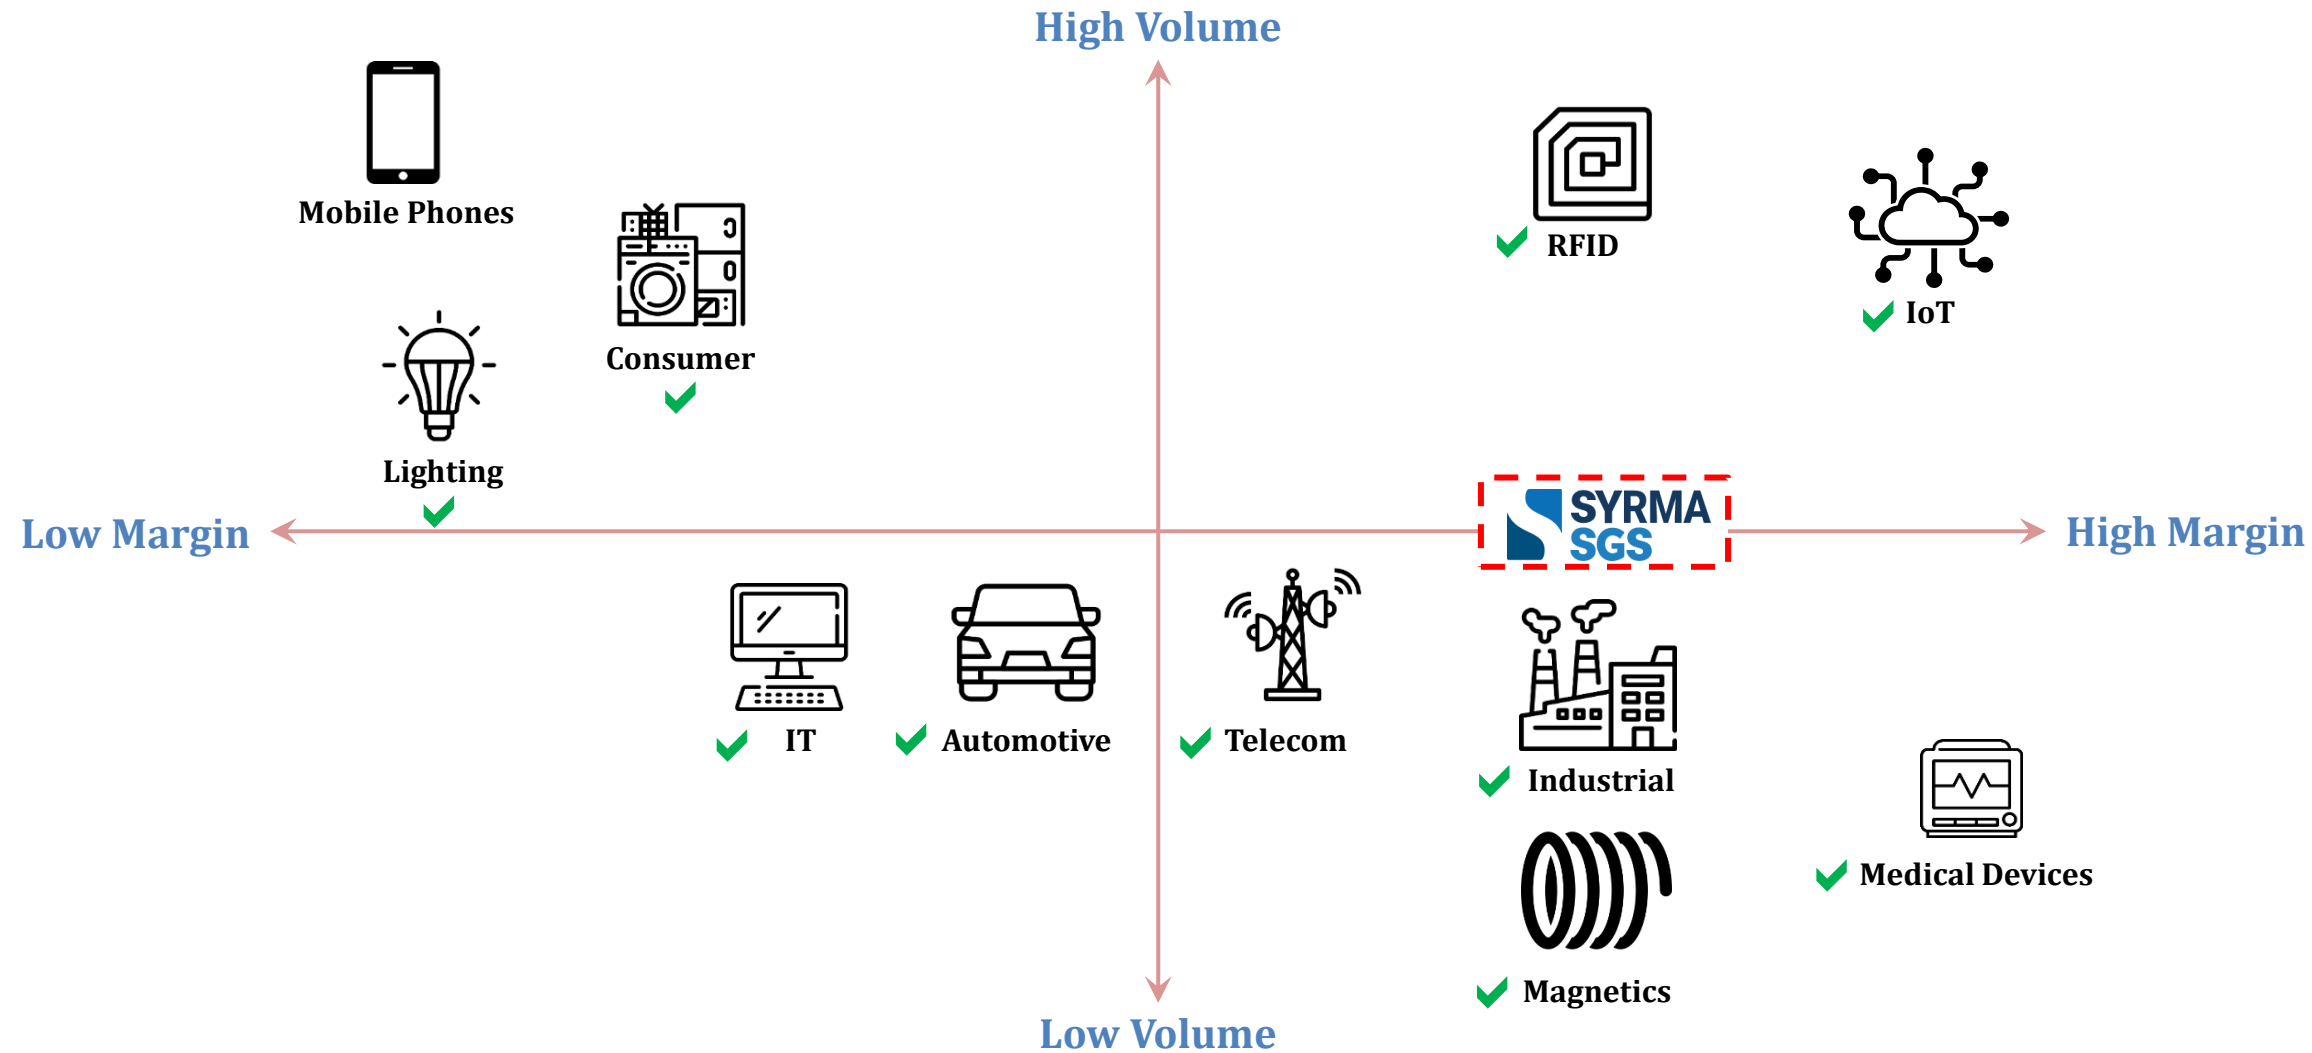 High Volume
Mobile Phones
RFID
IoT
Consumer
Lighting
Low Margin
SYRMA
SGS
High Margin
IT
Automotive
Telecom
Industrial
Medical Devices
Magnetics
Low Volume